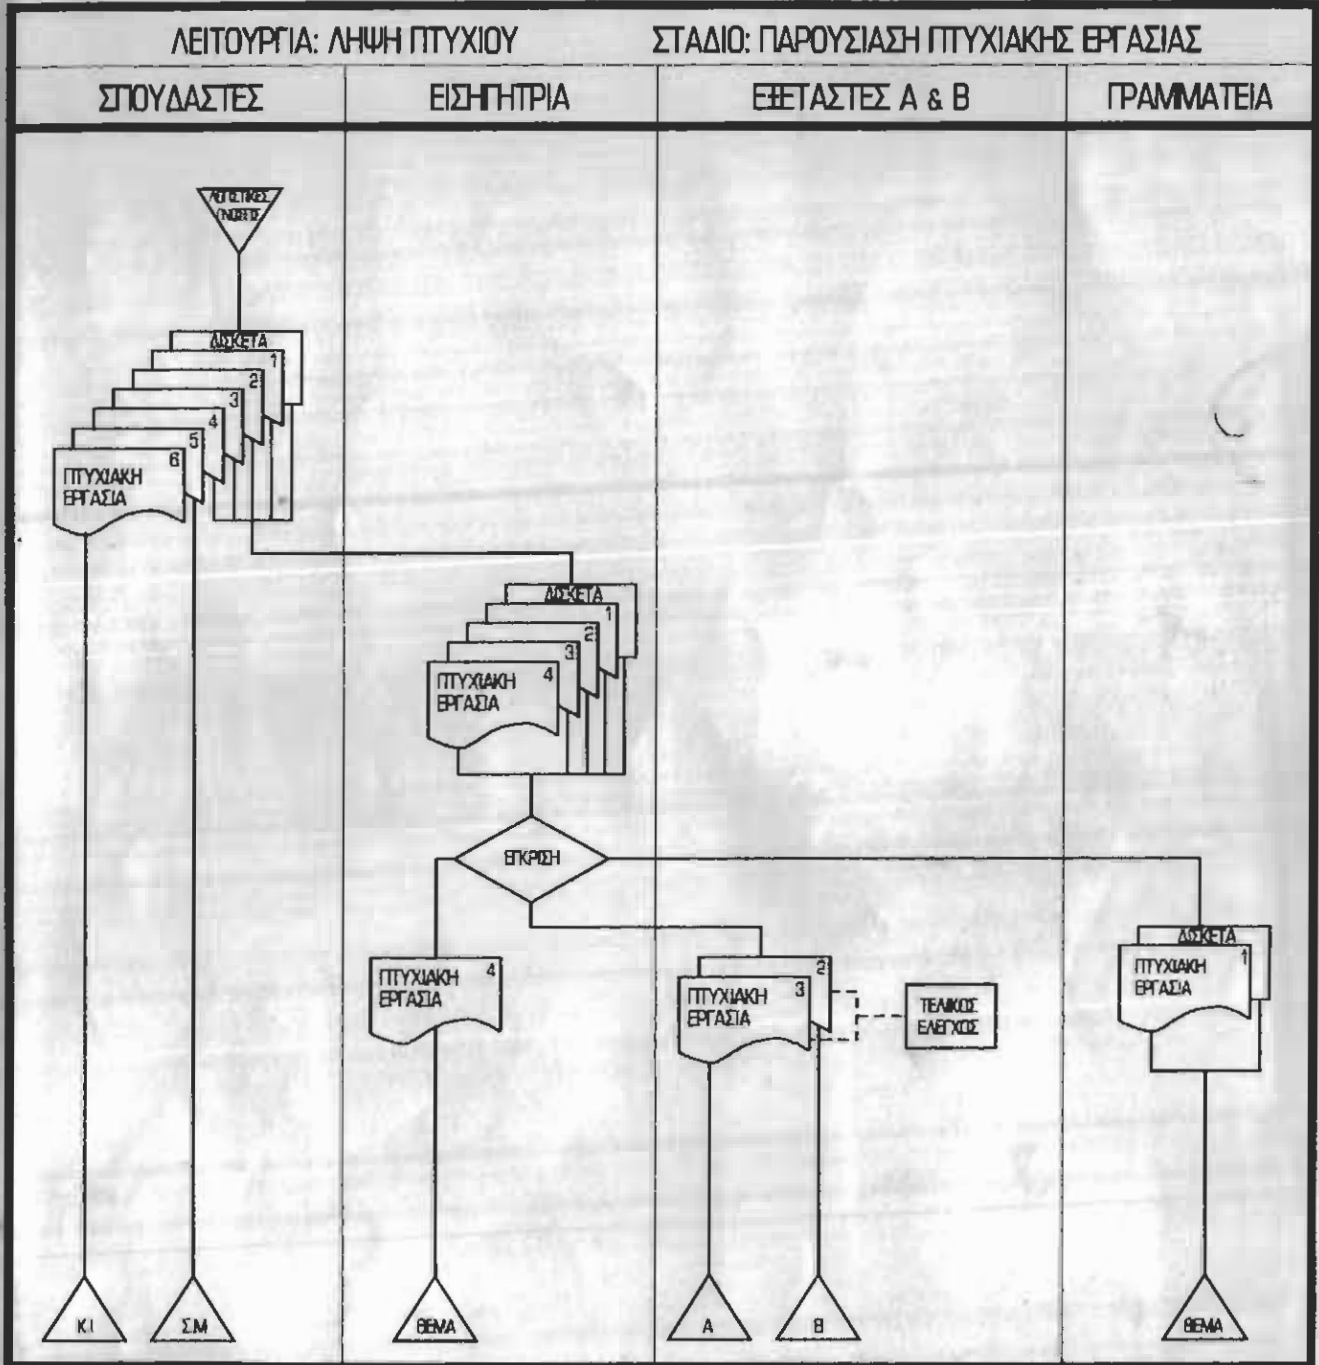 ΛΕΙΤΟΥΡΓΙΑ: ΛΗΨΗ ΠΤΥΧΙΟΥ ΣΤΑΔΙΟ: ΠΑΡΟΥΣΙΑΣΗ ΠΤΥΧΙΑΚΗΣ ΕΡΓΑΣΙΑΣ
ΣΠΟΥΔΑΣΤΕΣ ΕΙΣΗΓΗΤΡΙΑ ΕΞΕΤΑΣΤΕΣ Α & Β ΓΡΑΜΜΑΤΕΙΑ
ΛΟΓΙΣΤΙΚΕΣ
ΓΝΩΣΕΙΣ
ΔΙΣΚΕΤΑ
1
2
3
4
5
6
ΠΤΥΧΙΑΚΗ
ΕΡΓΑΣΙΑ
ΔΙΣΚΕΤΑ
1
2
3
ΠΤΥΧΙΑΚΗ 4
ΕΡΓΑΣΙΑ
ΕΓΚΡΙΣΗ
ΠΤΥΧΙΑΚΗ 4
ΕΡΓΑΣΙΑ
2
ΠΤΥΧΙΑΚΗ 3
ΕΡΓΑΣΙΑ
ΤΕΛΙΚΟΣ
ΕΛΕΓΧΟΣ
ΔΙΣΚΕΤΑ
ΠΤΥΧΙΑΚΗ 1
ΕΡΓΑΣΙΑ
Κ.Ι
Σ.Μ
ΘΕΜΑ
Α
Β
ΘΕΜΑ